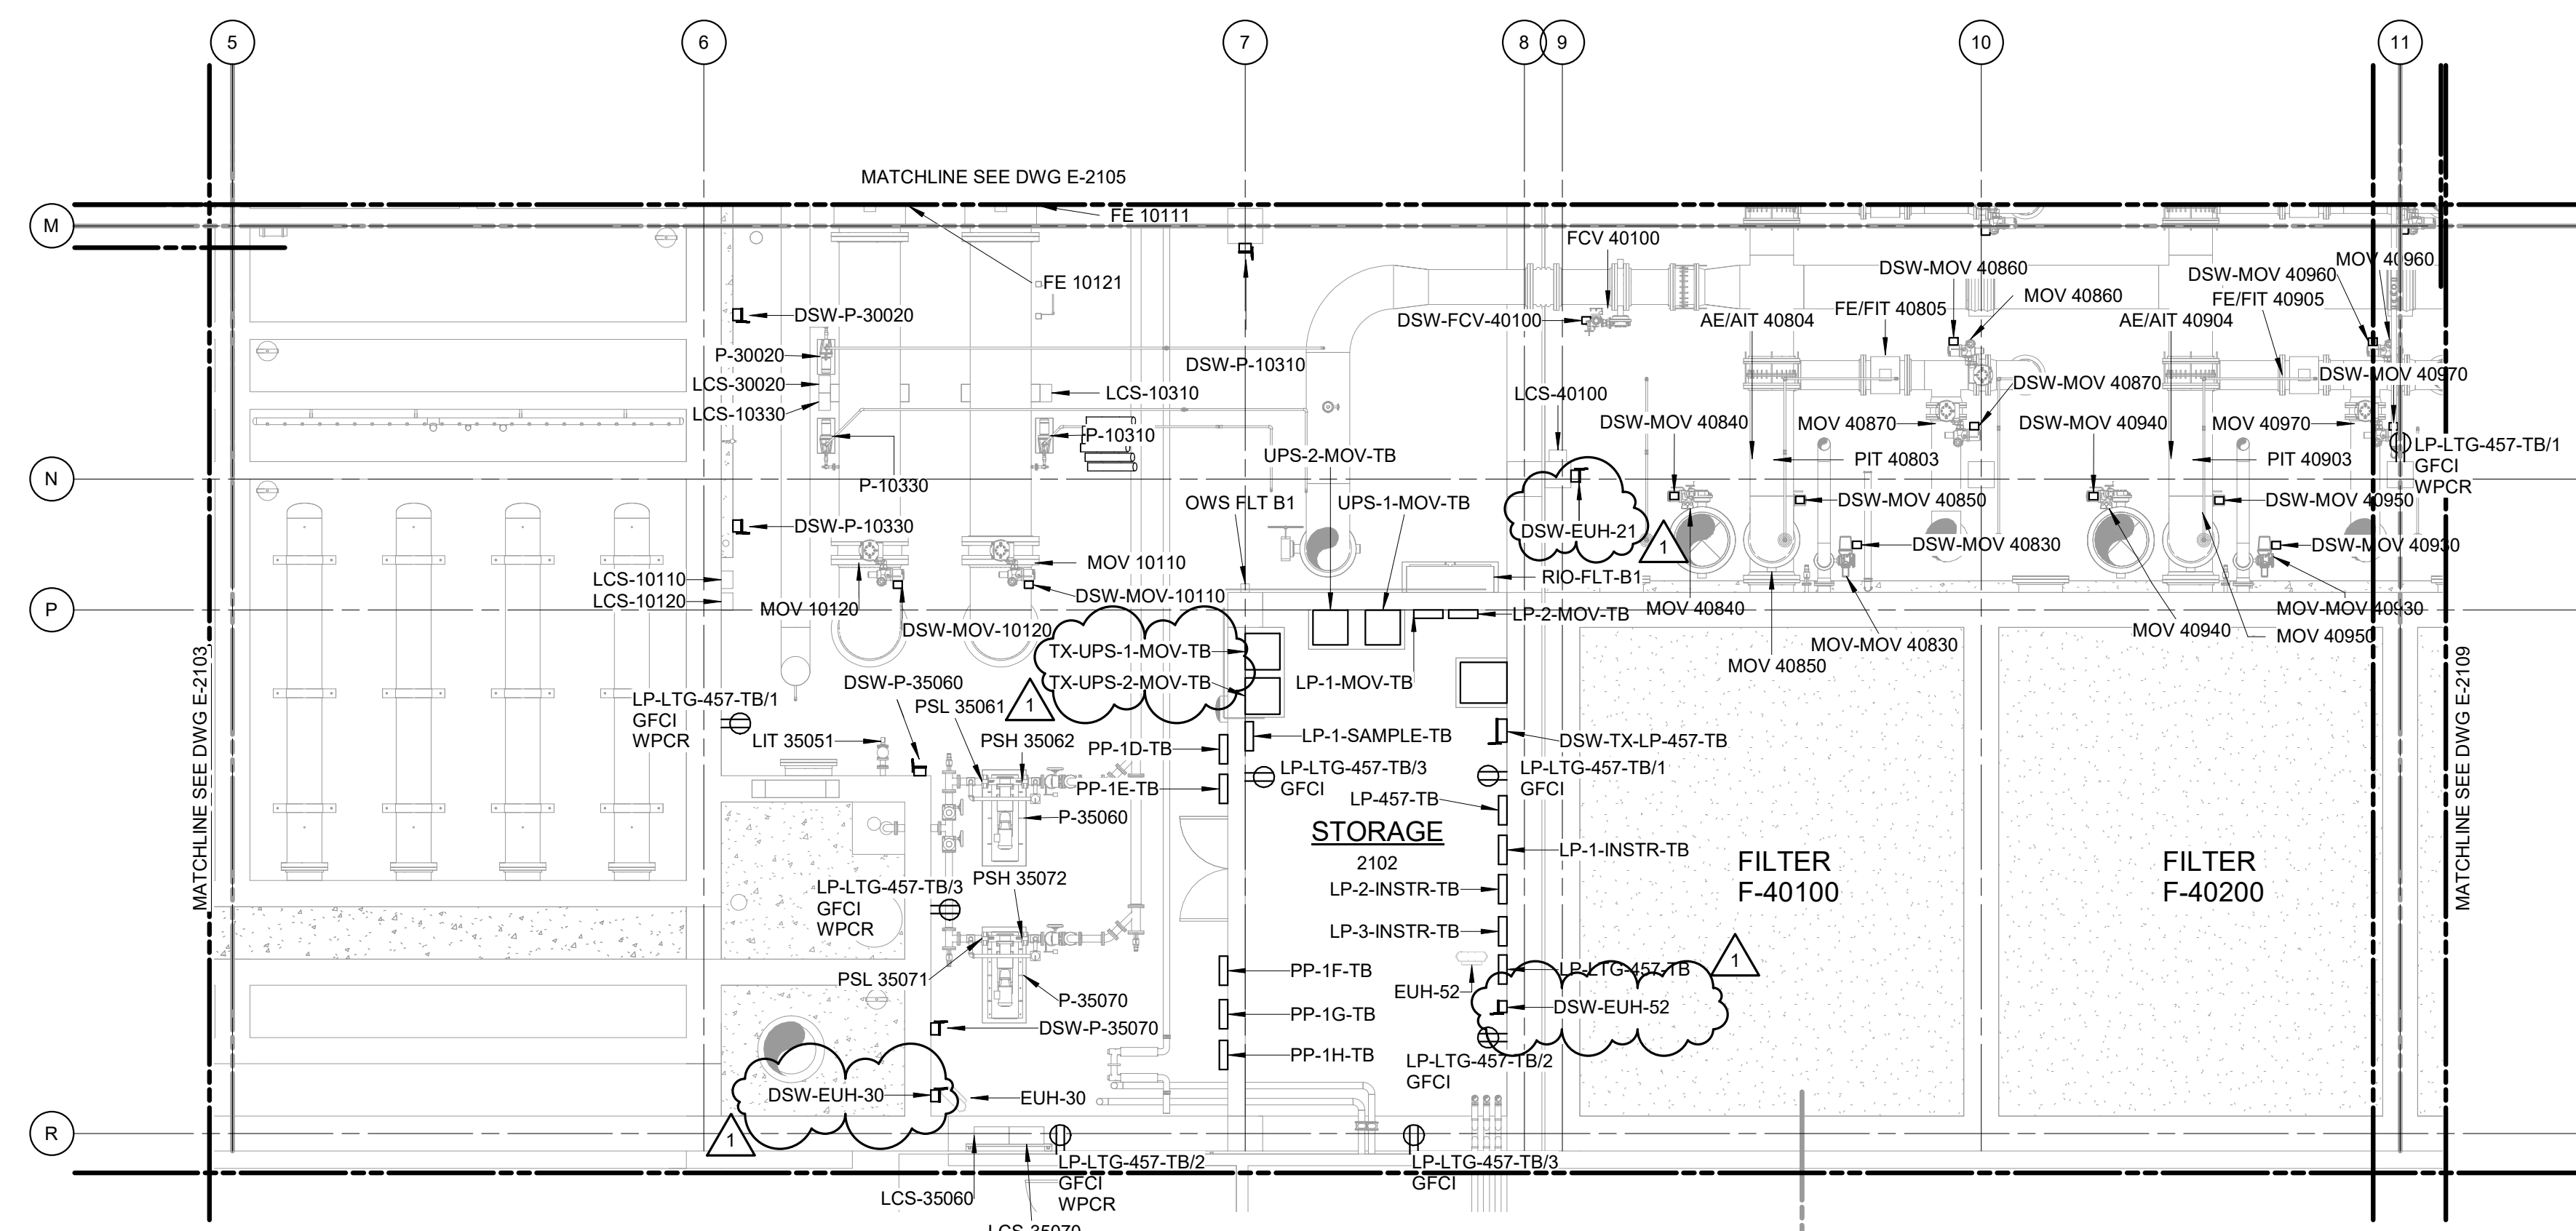 5
6
7
8
9
10
11
MATCHLINE SEE DWG E-2105
M
FE 10111
FE 10121
FCV 40100
DSW-MOV 40860
MOV 40860
DSW-MOV 40960
MOV 40960
FE/FIT 40805
FE/FIT 40905
DSW-P-30020
DSW-FCV-40100
AE/AIT 40804
AE/AIT 40904
P-30020
DSW-P-10310
LCS-30020
LCS-10310
LCS-40100
DSW-MOV 40870
DSW-MOV 40970
LCS-10330
DSW-MOV 40840
MOV 40870
DSW-MOV 40940
MOV 40970
P-10310
UPS-2-MOV-TB
PIT 40803
PIT 40903
LP-LTG-457-TB/1
GFCI
WPCR
N
P-10330
OWS FLT B1
UPS-1-MOV-TB
DSW-MOV 40850
DSW-MOV 40950
DSW-P-10330
DSW-EUH-21
1
DSW-MOV 40830
DSW-MOV 40930
MOV 10110
RIO-FLT-B1
LCS-10110
LCS-10120
MOV 10120
DSW-MOV-10110
P
LP-2-MOV-TB
MOV 40840
MOV-MOV 40930
DSW-MOV-10120
MOV 40940
MOV 40950
TX-UPS-1-MOV-TB
MOV-MOV 40830
MOV 40850
TX-UPS-2-MOV-TB
LP-1-MOV-TB
1
MATCHLINE SEE DWG E-2103
MATCHLINE SEE DWG E-2109
DSW-P-35060
LP-LTG-457-TB/1
GFCI
WPCR
PSL 35061
LIT 35051
PSH 35062
PP-1D-TB
LP-1-SAMPLE-TB
DSW-TX-LP-457-TB
LP-LTG-457-TB/3
GFCI
LP-LTG-457-TB/1
GFCI
PP-1E-TB
LP-457-TB
P-35060
STORAGE
2102
LP-1-INSTR-TB
FILTER
F-40100
FILTER
F-40200
PSH 35072
LP-LTG-457-TB/3
GFCI
WPCR
LP-2-INSTR-TB
LP-3-INSTR-TB
PSL 35071
PP-1F-TB
LP-LTG-457-TB
1
P-35070
EUH-52
DSW-EUH-52
PP-1G-TB
DSW-P-35070
PP-1H-TB
LP-LTG-457-TB/2
GFCI
DSW-EUH-30
EUH-30
R
1
LP-LTG-457-TB/2
GFCI
WPCR
LP-LTG-457-TB/3
GFCI
LCS-35060
LCS-35070